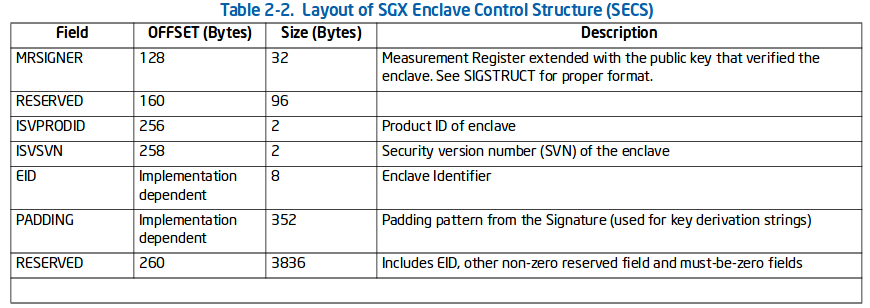 Table 2-2. Layout of SGX Enclave Control Structure (SECS)
Field OFFSET (Bytes) Size (Bytes) Description
MRSIGNER 128 32 Measurement Register extended with the public key that verified the
enclave. See SIGSTRUCT for proper format.
RESERVED 160 96
ISVPRODID 256 2 Product ID of enclave
ISVSVN 258 2 Security version number (SVN) of the enclave
EID Implementation 8 Enclave Identifier
dependent
PADDING Implementation 352 Padding pattern from the Signature (used for key derivation strings)
dependent
RESERVED 260 3836 Includes EID, other non-zero reserved field and must-be-zero fields